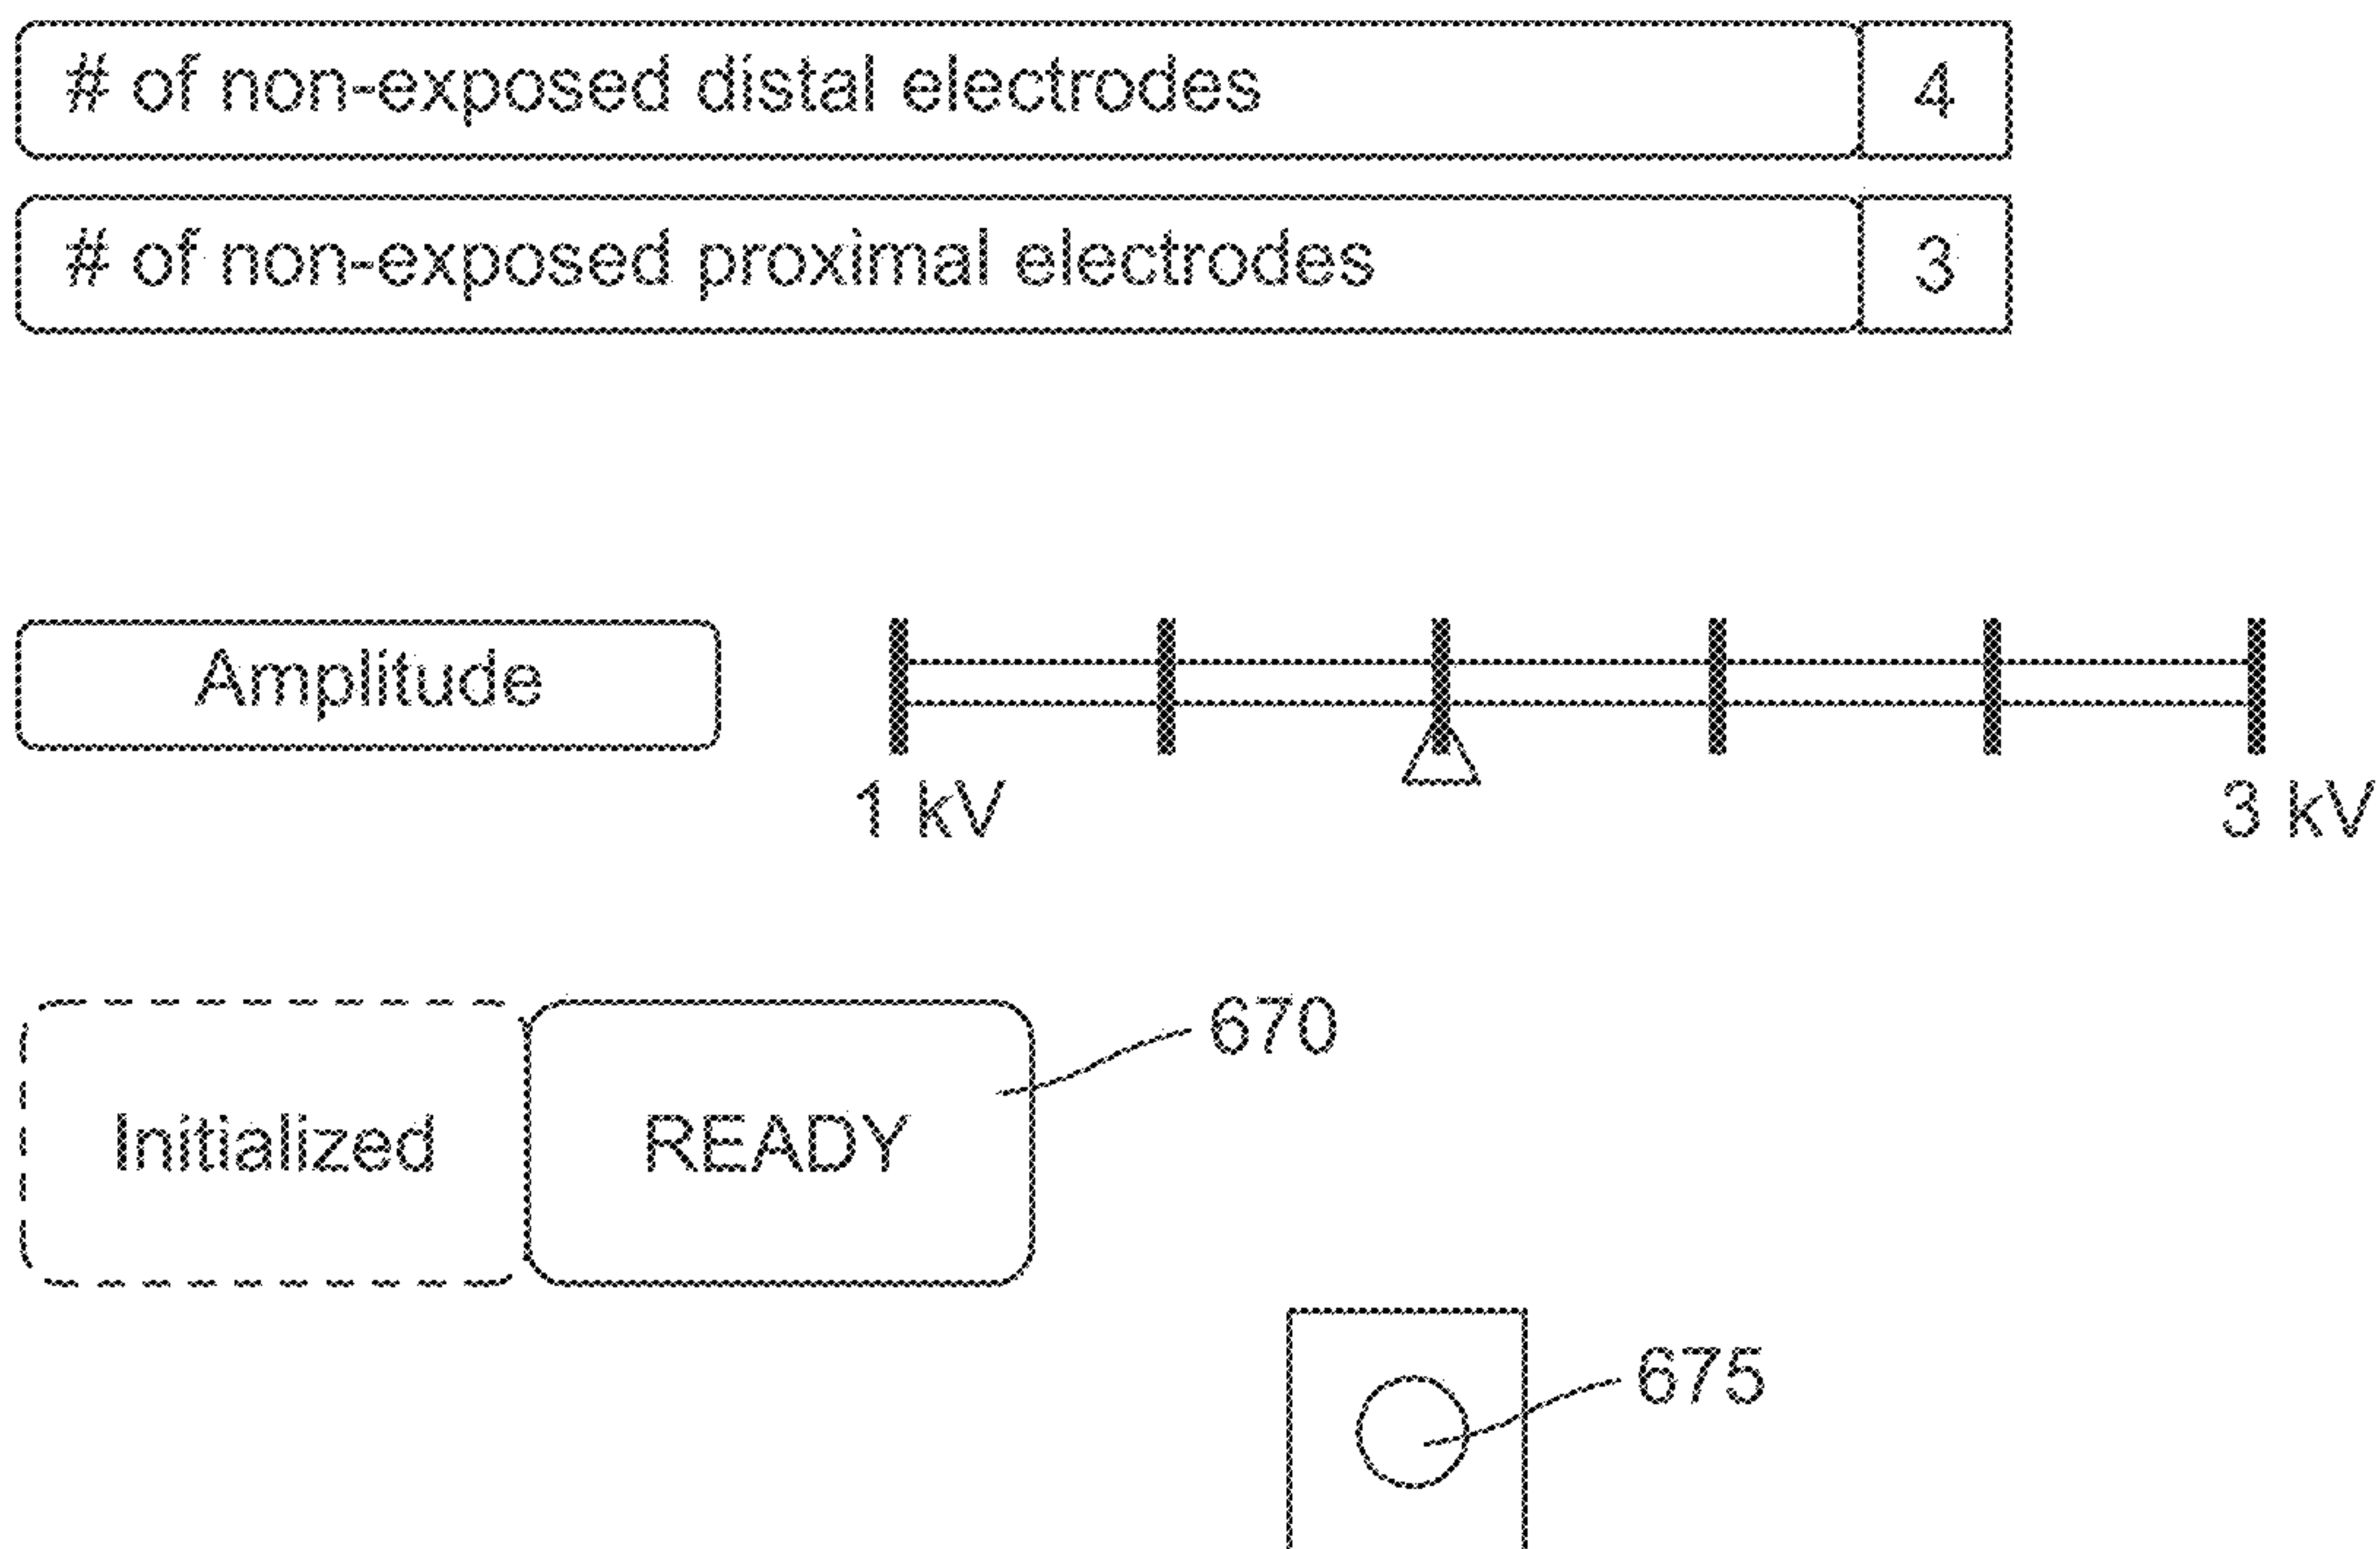 # of non-exposed distal electrodes 4
# of non-exposed proximal electrodes 3
Amplitude
1 kV 3 kV
670
Initialized READY
675